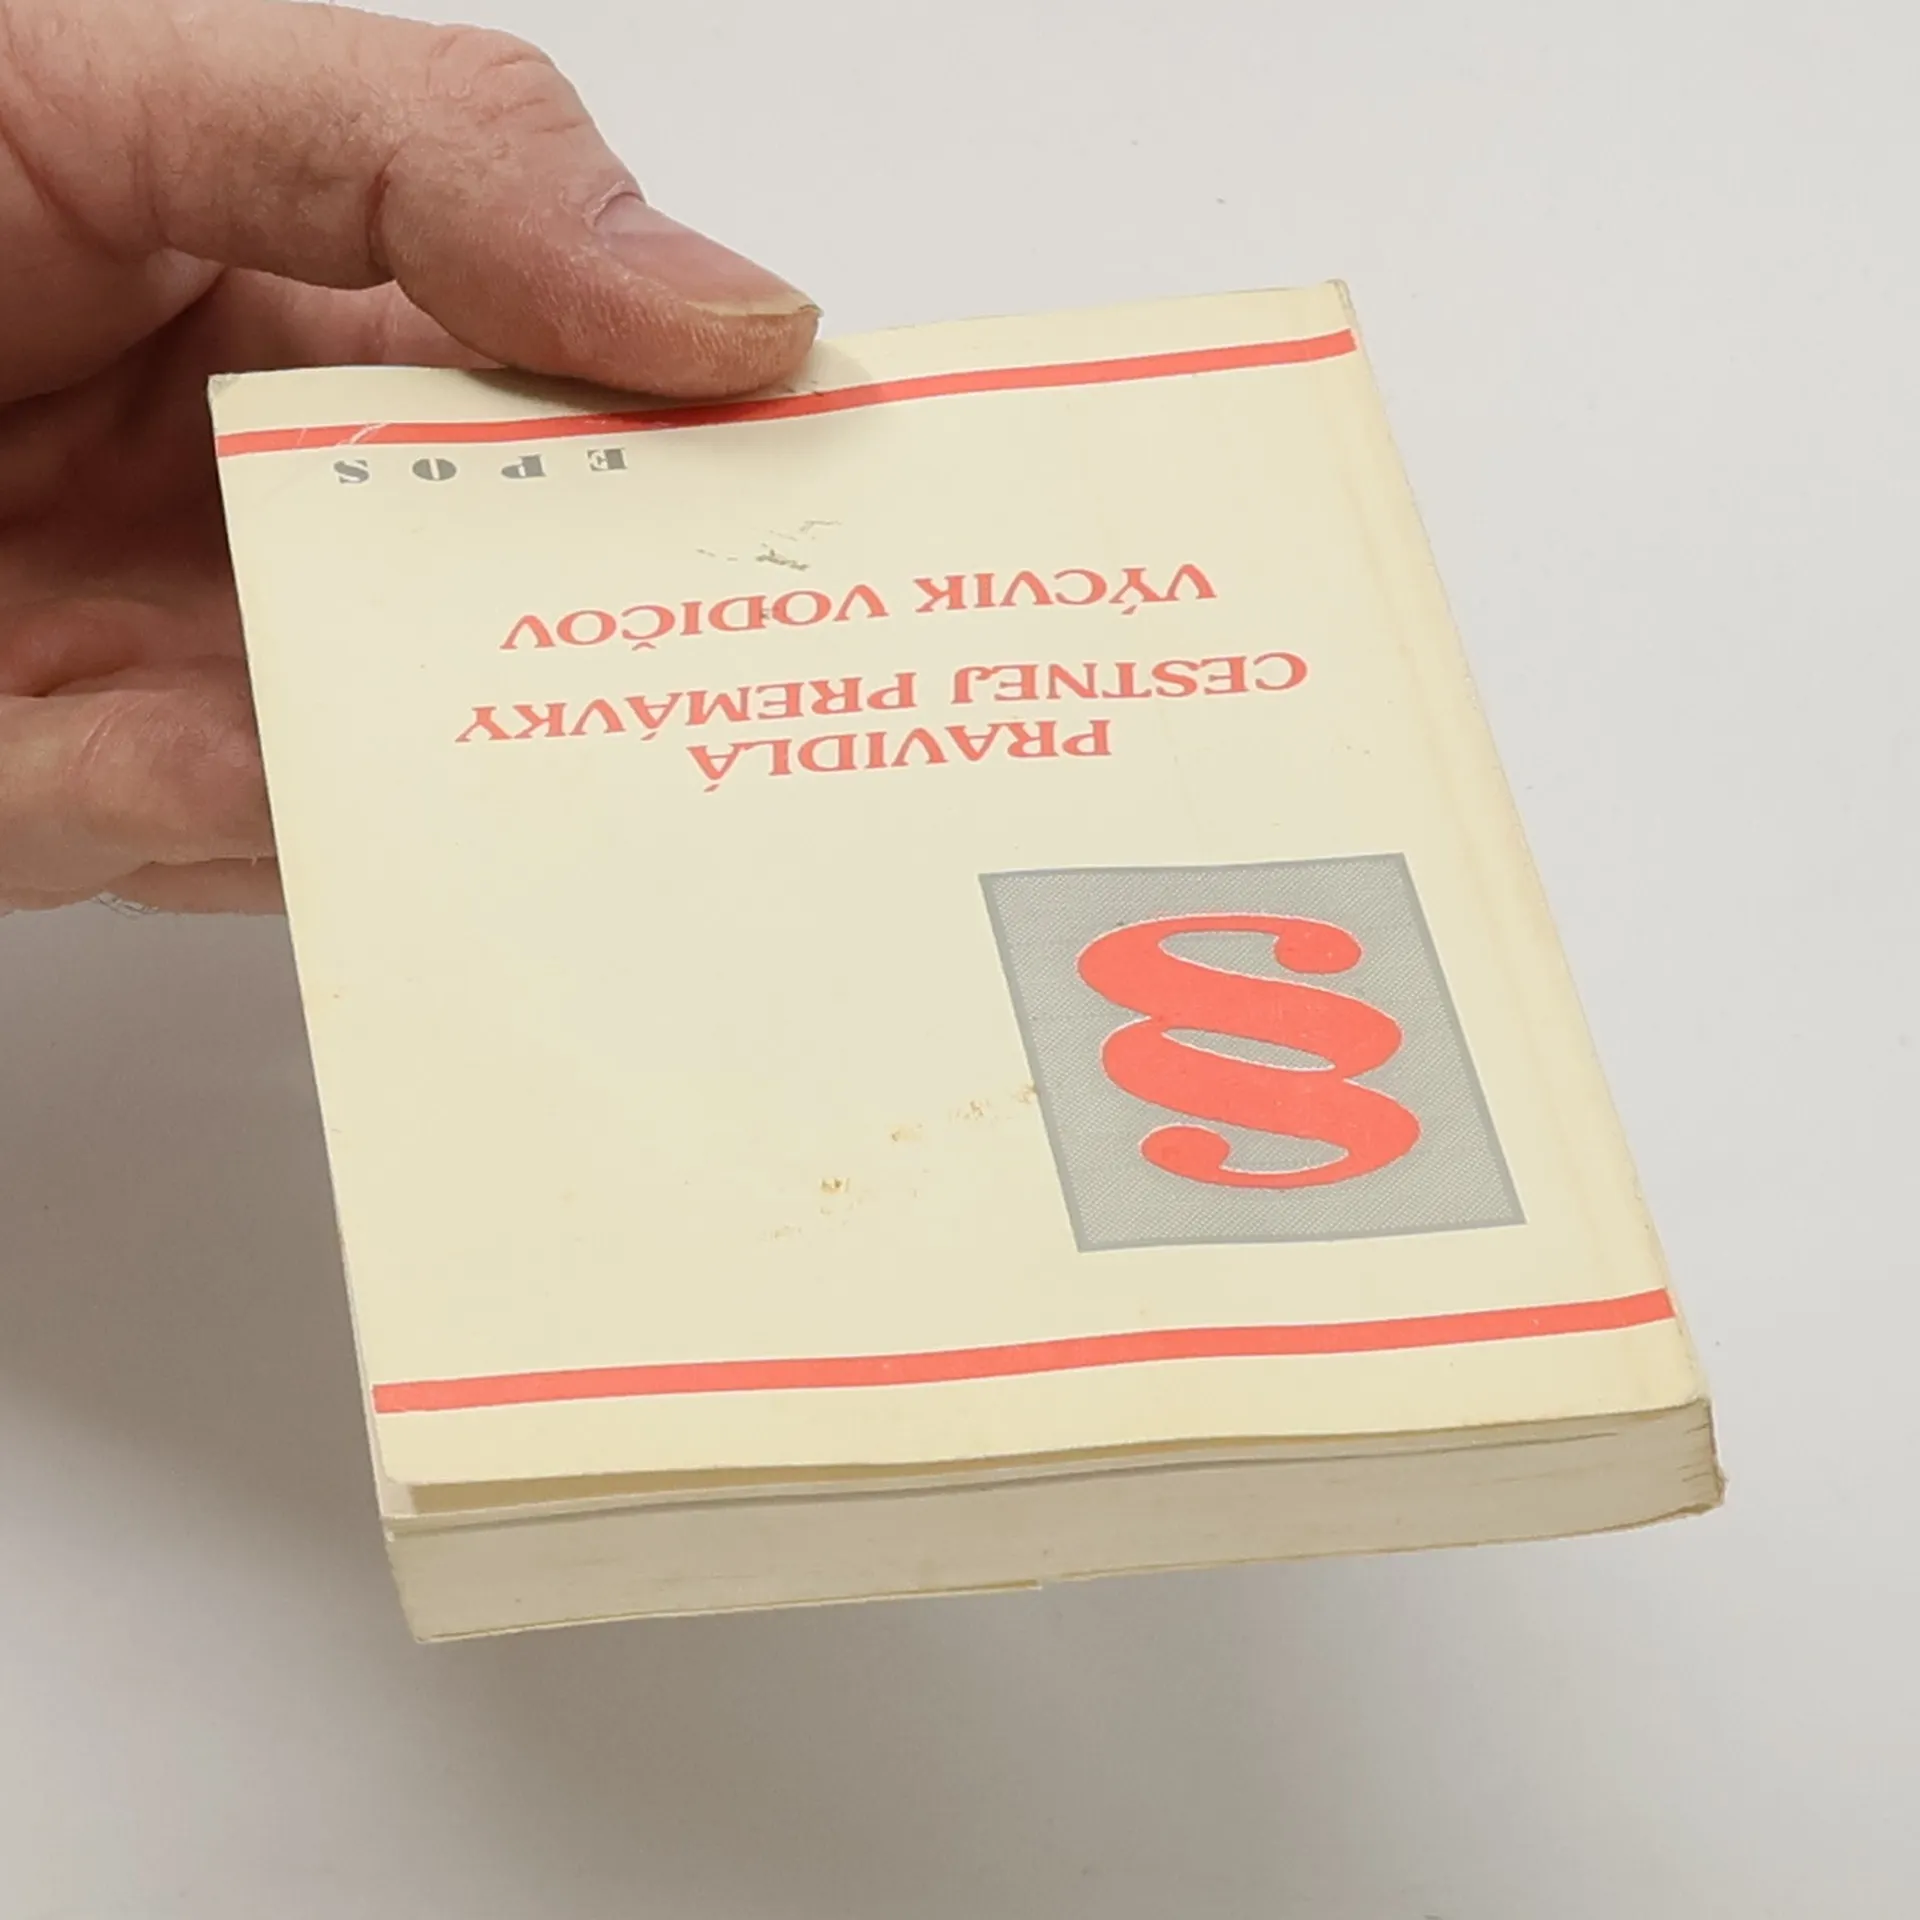 §
PRAVIDLÁ
CESTNEJ PREMÁVKY
VÝCVIK VODIČOV
EPOS